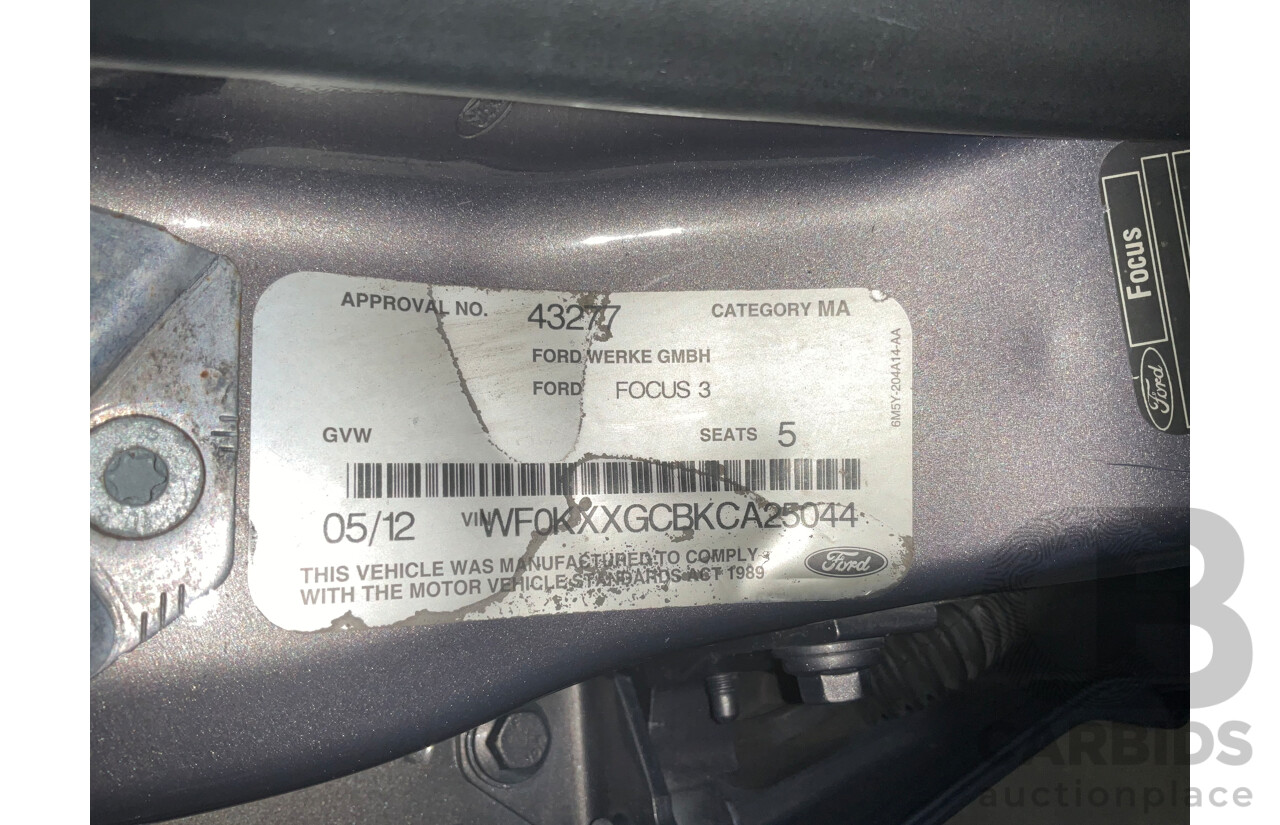 APPROVAL NO. 43277 CATEGORY MA
FORD WERKE GMBH
FORD FOCUS 3
GVW SEATS 5
05/12 VIN WF0KXXGCBKCA25044
THIS VEHICLE WAS MANUFACTURED TO COMPLY
WITH THE MOTOR VEHICLE STANDARDS ACT 1989
Ford
6M5Y-204A14-AA
Focus
Ford
B
CARBIDS
auctionplace